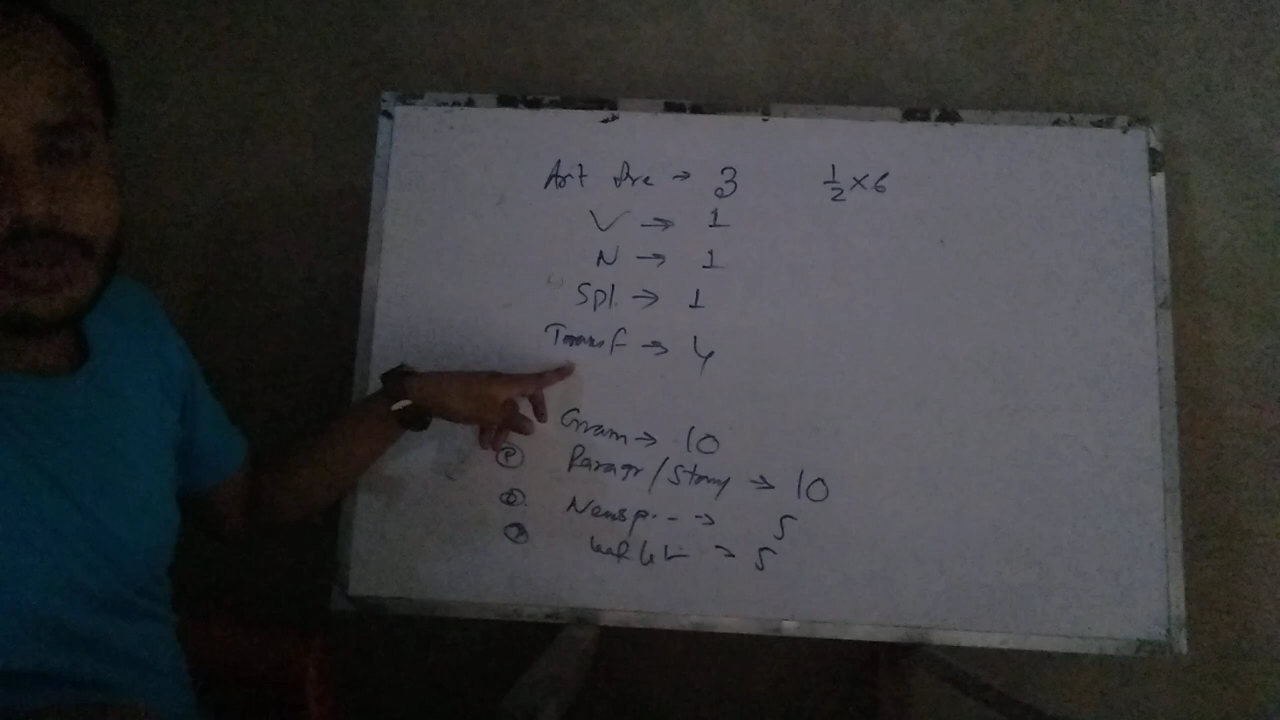 Art Pre → 3 ½×6
V → 1
N → 1
Spl. → 1
Transf → 4
Gram → 10
Paragr/Story → 10
Newsp.. → 5
→ 5